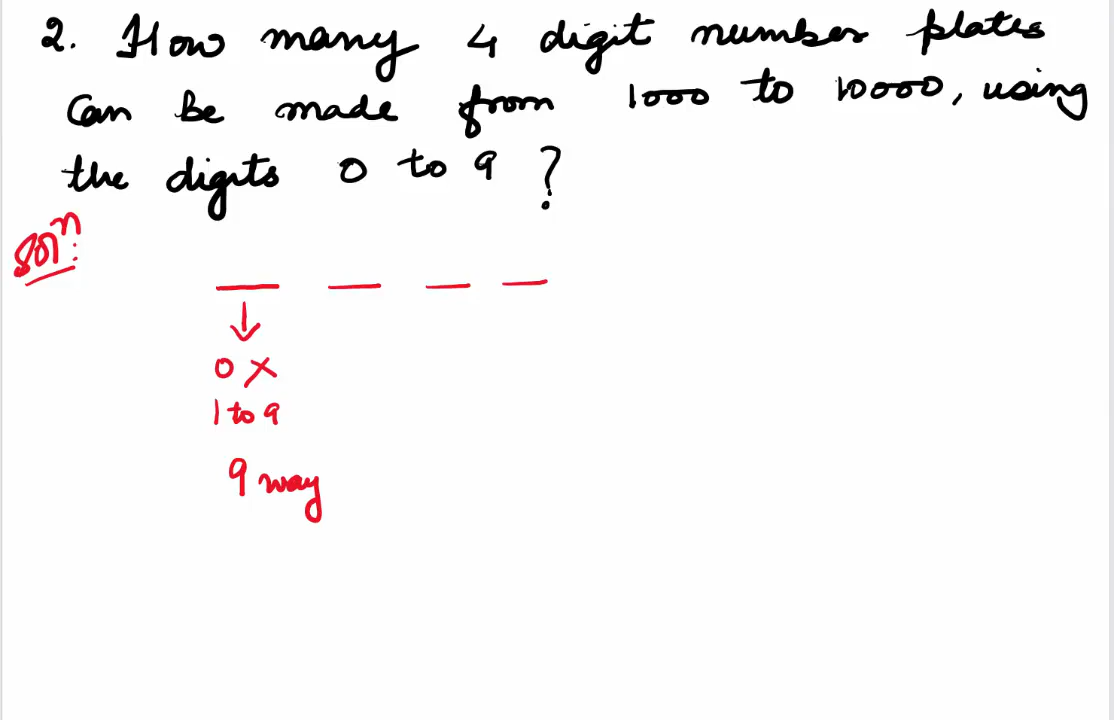 2. How many 4 digit number plates
can be made from 1000 to 10000, using
the digits 0 to 9 ?
Solⁿ:
0 ×
1 to 9
9 way